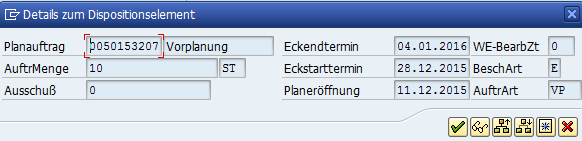 Details zum Dispositionselement
Planauftrag 0050153207 Vorplanung Eckendtermin 04.01.2016 WE-BearbZt 0
AuftrMenge 10 ST Eckstarttermin 28.12.2015 BeschArt E
Ausschuß 0 Planeröffnung 11.12.2015 AuftrArt VP